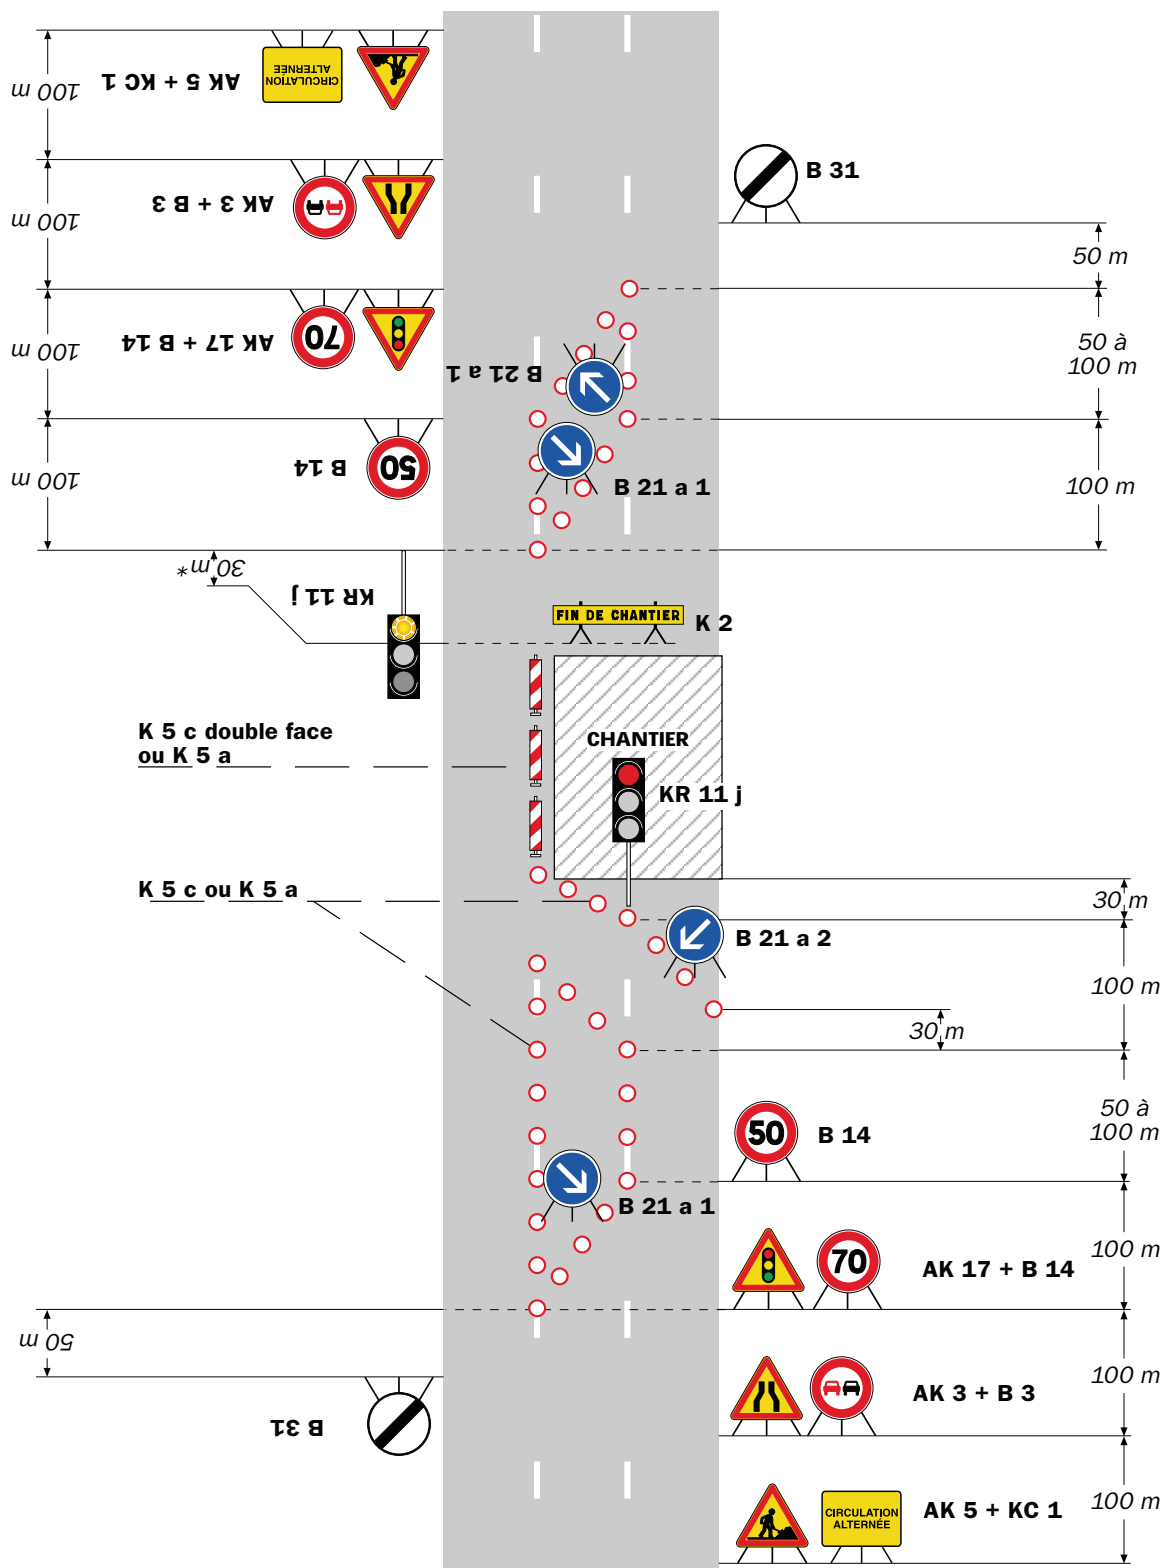 CIRCULATION
ALTERNÉE
AK 5 + KC 1
100 m
B 31
AK 3 + B 3
100 m
50 m
70
AK 17 + B 14
100 m
50 à
100 m
B 21 a 1
50
B 14
100 m
B 21 a 1
100 m
30 m*
KR 11 j
FIN DE CHANTIER
K 2
K 5 c double face
ou K 5 a
CHANTIER
KR 11 j
K 5 c ou K 5 a
30 m
B 21 a 2
100 m
30 m
50 à
100 m
50
B 14
B 21 a 1
70
AK 17 + B 14
100 m
50 m
AK 3 + B 3
100 m
B 31
CIRCULATION
ALTERNÉE
AK 5 + KC 1
100 m